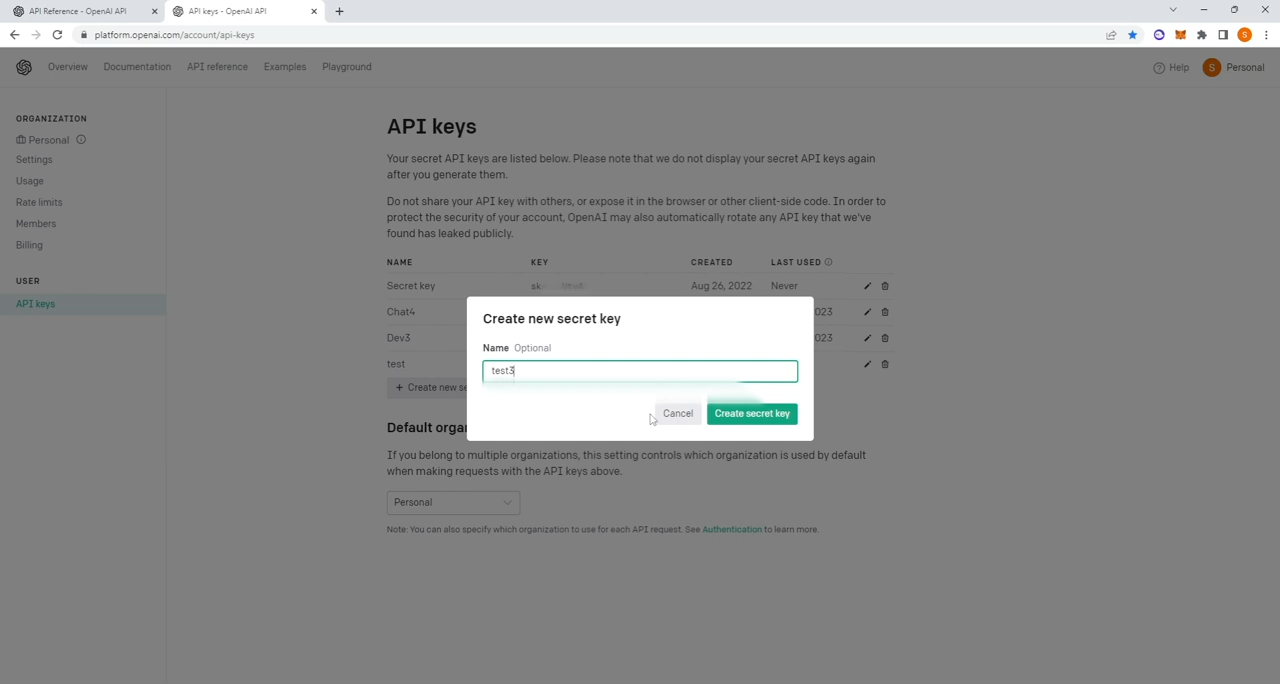 API Reference - OpenAI API
API keys - OpenAI API
platform.openai.com/account/api-keys
S
Overview
Documentation
API reference
Examples
Playground
Help
S
Personal
ORGANIZATION
Personal
Settings
Usage
Rate limits
Members
Billing
USER
API keys
API keys
Your secret API keys are listed below. Please note that we do not display your secret API keys again
after you generate them.
Do not share your API key with others, or expose it in the browser or other client-side code. In order to
protect the security of your account, OpenAI may also automatically rotate any API key that we've
found has leaked publicly.
NAME KEY CREATED LAST USED
Secret key Aug 26, 2022 Never
Chat4 023
Dev3 023
test
+ Create new se
Create new secret key
Name Optional
test3
Cancel
Create secret key
Default orga
If you belong to multiple organizations, this setting controls which organization is used by default
when making requests with the API keys above.
Personal
Note: You can also specify which organization to use for each API request. See Authentication to learn more.